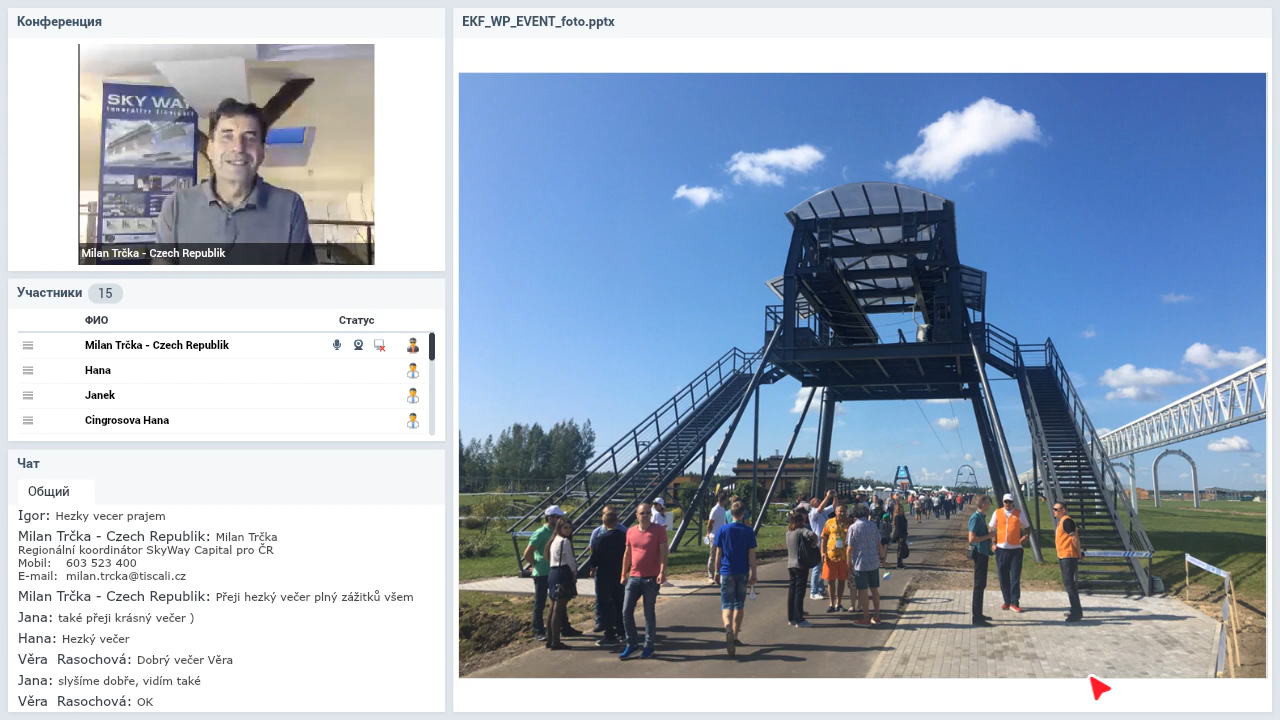 Конференция
SKY WAY
innovative transport
Milan Trčka - Czech Republik
Участники 15
ФИО Статус
Milan Trčka - Czech Republik
Hana
Janek
Cingrosova Hana
Чат
Общий
Igor: Hezky vecer prajem
Milan Trčka - Czech Republik: Milan Trčka
Regionální koordinátor SkyWay Capital pro ČR
Mobil: 603 523 400
E-mail: milan.trcka@tiscali.cz
Milan Trčka - Czech Republik: Přeji hezký večer plný zážitků všem
Jana: také přeji krásný večer )
Hana: Hezký večer
Věra Rasochová: Dobrý večer Věra
Jana: slyšíme dobře, vidím také
Věra Rasochová: OK
EKF_WP_EVENT_foto.pptx